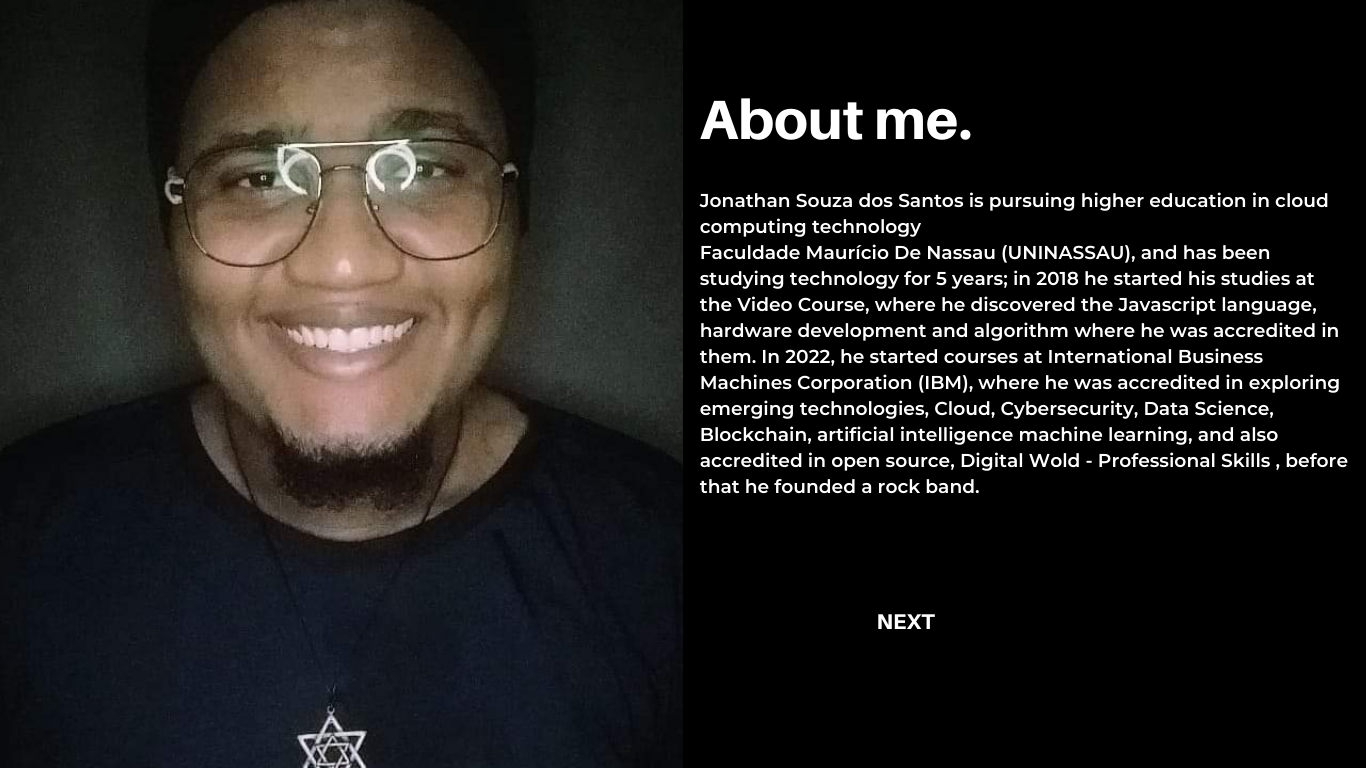 About me.
Jonathan Souza dos Santos is pursuing higher education in cloud
computing technology
Faculdade Maurício De Nassau (UNINASSAU), and has been
studying technology for 5 years; in 2018 he started his studies at
the Video Course, where he discovered the Javascript language,
hardware development and algorithm where he was accredited in
them. In 2022, he started courses at International Business
Machines Corporation (IBM), where he was accredited in exploring
emerging technologies, Cloud, Cybersecurity, Data Science,
Blockchain, artificial intelligence machine learning, and also
accredited in open source, Digital Wold - Professional Skills , before
that he founded a rock band.
NEXT